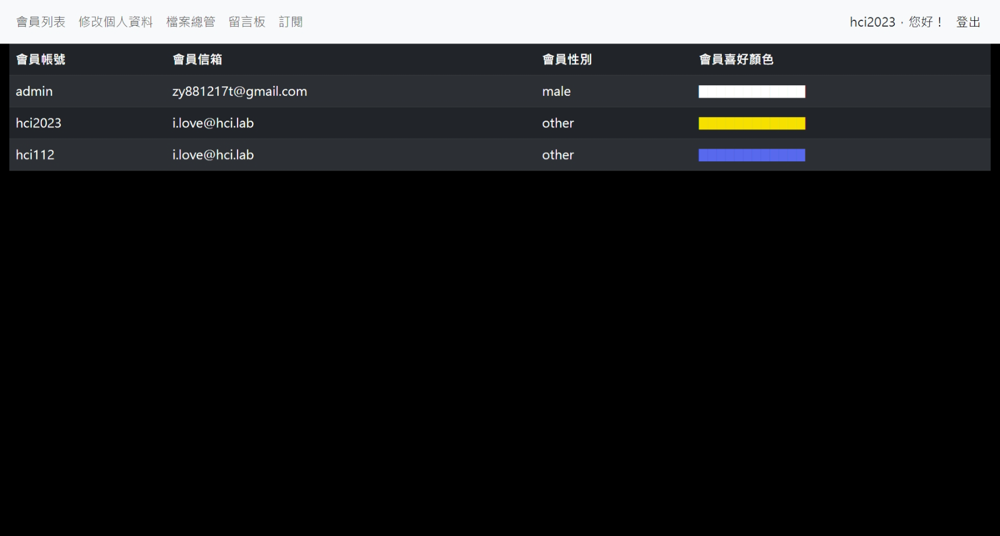 會員列表 修改個人資料 檔案總管 留言板 訂閱 hci2023 · 您好！ 登出
會員帳號 會員信箱 會員性別 會員喜好顏色
admin zy881217t@gmail.com male
hci2023 i.love@hci.lab other
hci112 i.love@hci.lab other